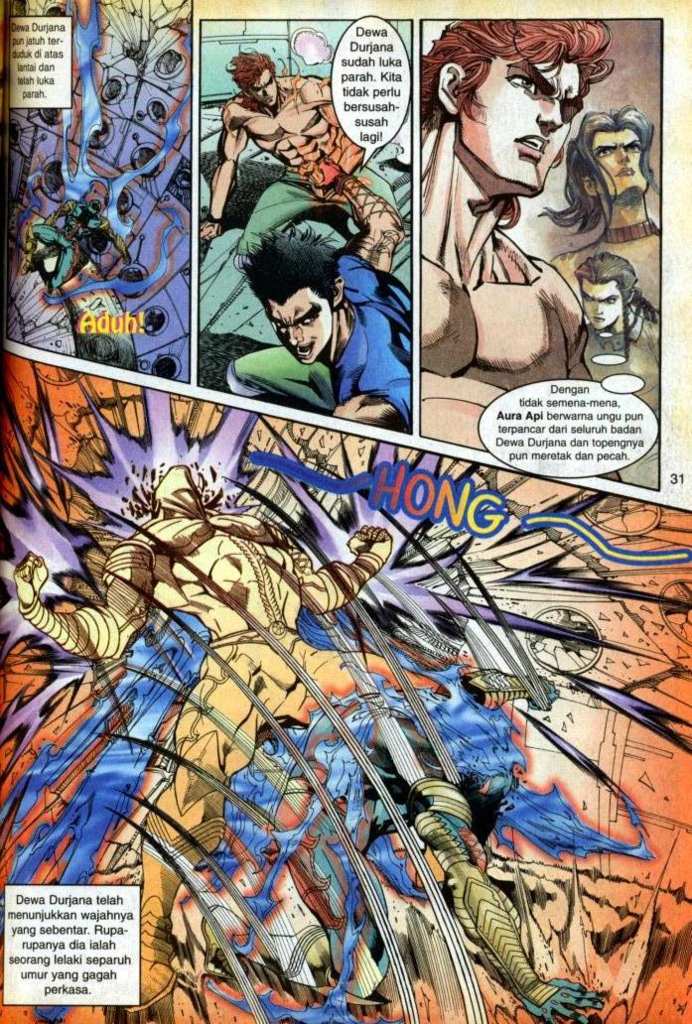 Dewa Durjana
pun jatuh ter-
duduk di atas
lantai dan
telah luka
parah.
Aduh!
Dewa
Durjana
sudah luka
parah. Kita
tidak perlu
bersusah-
susah
lagi!
Dengan
tidak semena-mena,
Aura Api berwarna ungu pun
terpancar dari seluruh badan
Dewa Durjana dan topengnya
pun meretak dan pecah.
31
HONG
Dewa Durjana telah
menunjukkan wajahnya
yang sebentar. Rupa-
rupanya dia ialah
seorang lelaki separuh
umur yang gagah
perkasa.